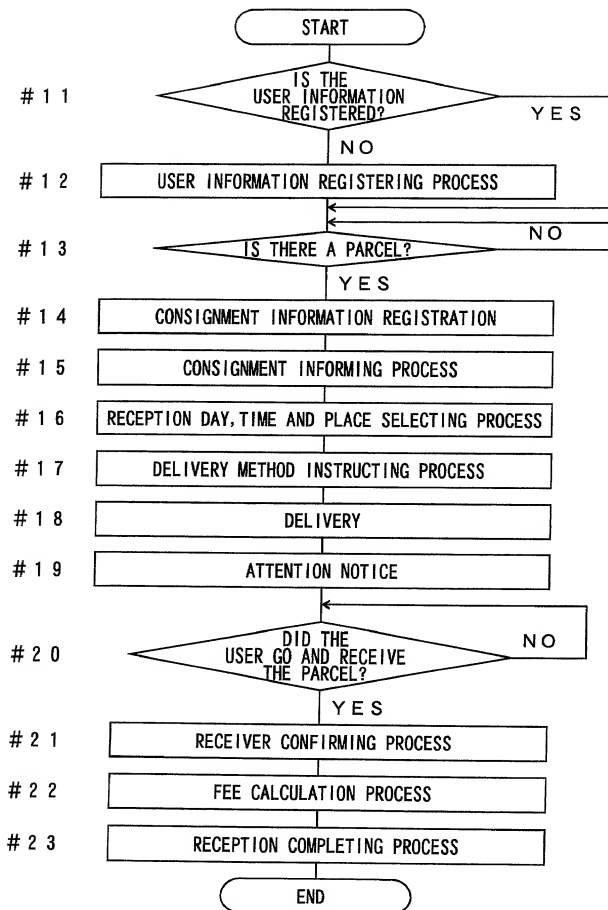 START
#11
IS THE
USER INFORMATION
REGISTERED?
YES
NO
#12
USER INFORMATION REGISTERING PROCESS
NO
#13
IS THERE A PARCEL?
YES
#14
CONSIGNMENT INFORMATION REGISTRATION
#15
CONSIGNMENT INFORMING PROCESS
#16
RECEPTION DAY, TIME AND PLACE SELECTING PROCESS
#17
DELIVERY METHOD INSTRUCTING PROCESS
#18
DELIVERY
#19
ATTENTION NOTICE
#20
DID THE
USER GO AND RECEIVE
THE PARCEL?
NO
YES
#21
RECEIVER CONFIRMING PROCESS
#22
FEE CALCULATION PROCESS
#23
RECEPTION COMPLETING PROCESS
END